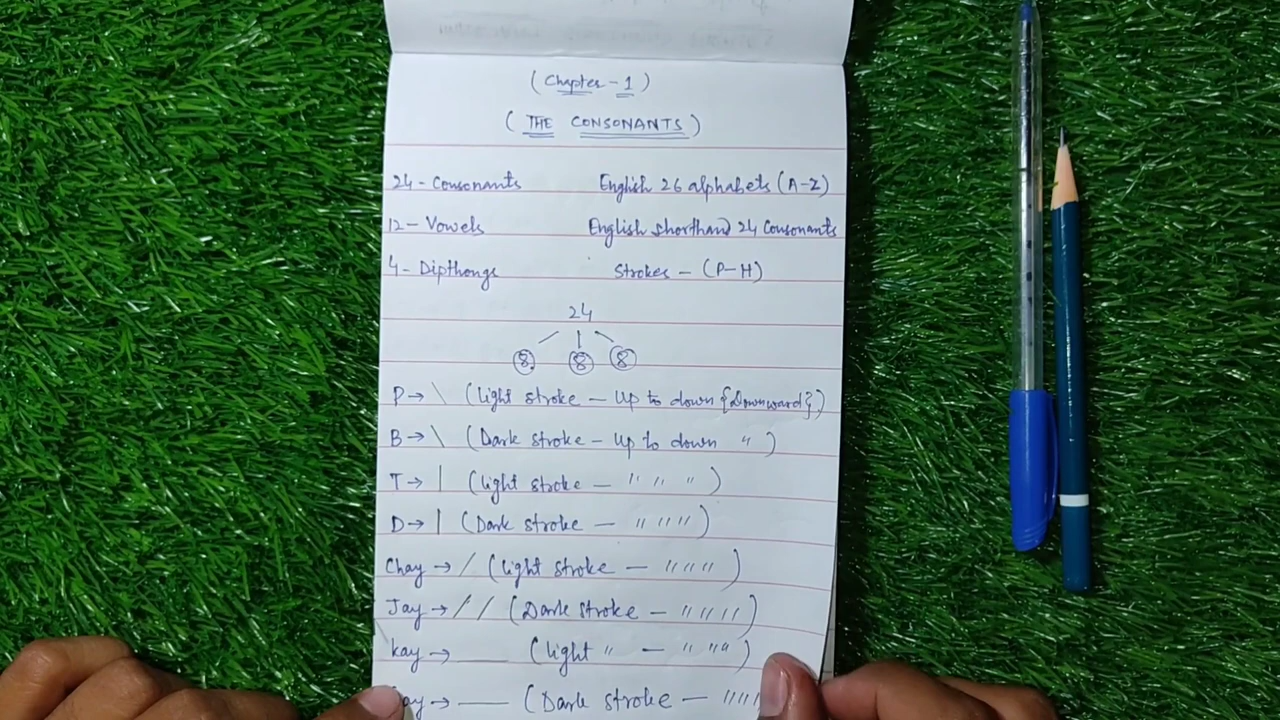 (Chapter-1)
(THE CONSONANTS)
24 - Consonants English 26 alphabets (A-Z)
12 - Vowels English Shorthand 24 Consonants
4 - Dipthongs Strokes - (P-H)
24
8 8 8
P → \ (light stroke - Up to down {Downward})
B → \ (Dark stroke - Up to down ")
T → | (light stroke - " " ")
D → | (Dark stroke - " " ")
Chay → / (light stroke - " " ")
Jay → / / (Dark stroke - " " " ")
kay → — (light " - " " ")
→ — (Dark stroke - " " "